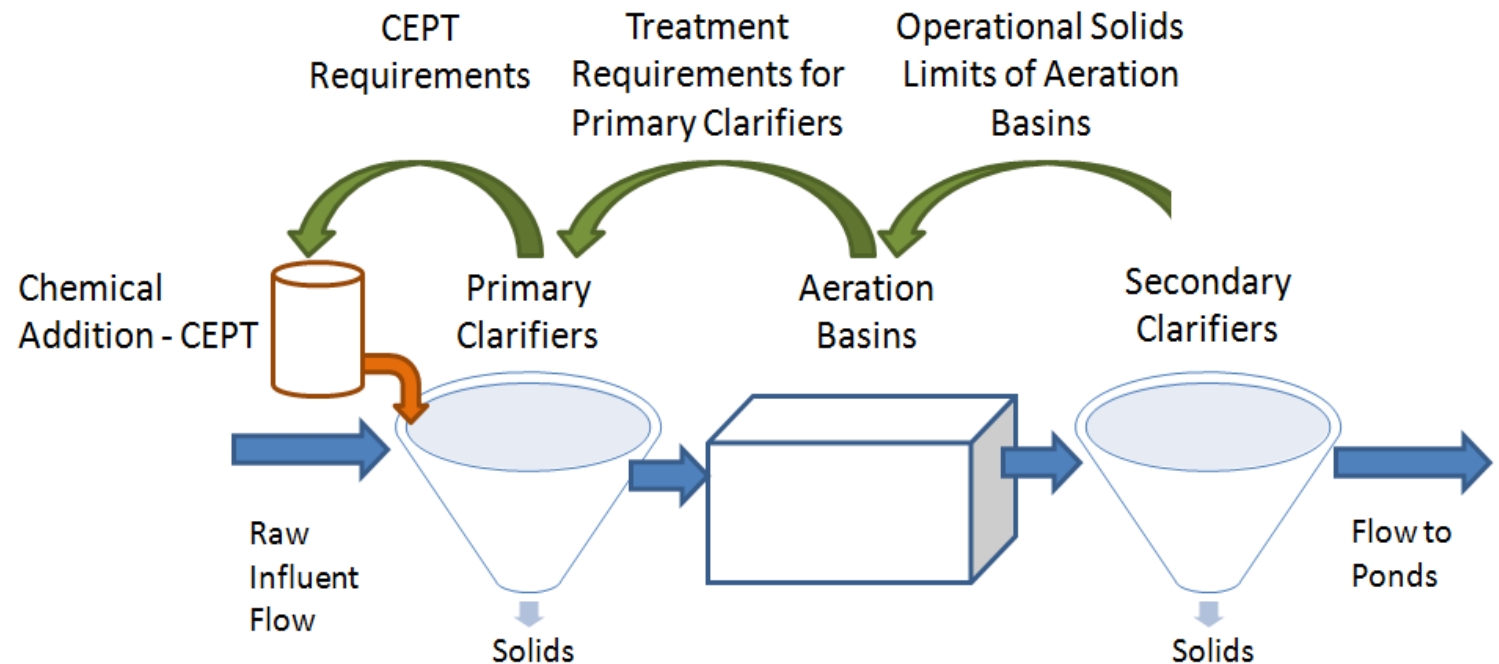 CEPT
Requirements
Treatment
Requirements for
Primary Clarifiers
Operational Solids
Limits of Aeration
Basins
Chemical
Addition - CEPT
Primary
Clarifiers
Aeration
Basins
Secondary
Clarifiers
Raw
Influent
Flow
Flow to
Ponds
Solids
Solids